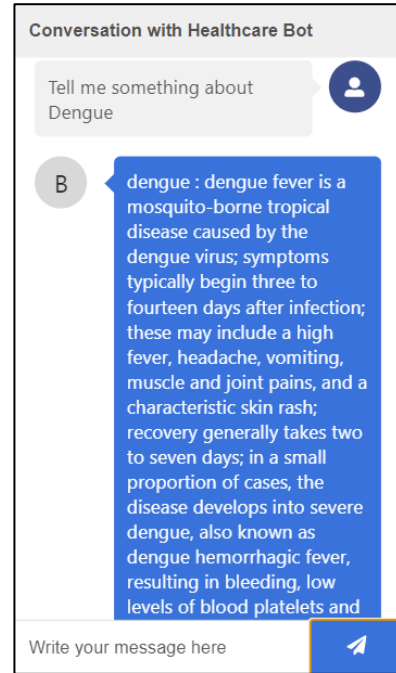 Conversation with Healthcare Bot
Tell me something about
Dengue
B
dengue : dengue fever is a
mosquito-borne tropical
disease caused by the
dengue virus; symptoms
typically begin three to
fourteen days after infection;
these may include a high
fever, headache, vomiting,
muscle and joint pains, and a
characteristic skin rash;
recovery generally takes two
to seven days; in a small
proportion of cases, the
disease develops into severe
dengue, also known as
dengue hemorrhagic fever,
resulting in bleeding, low
levels of blood platelets and
Write your message here